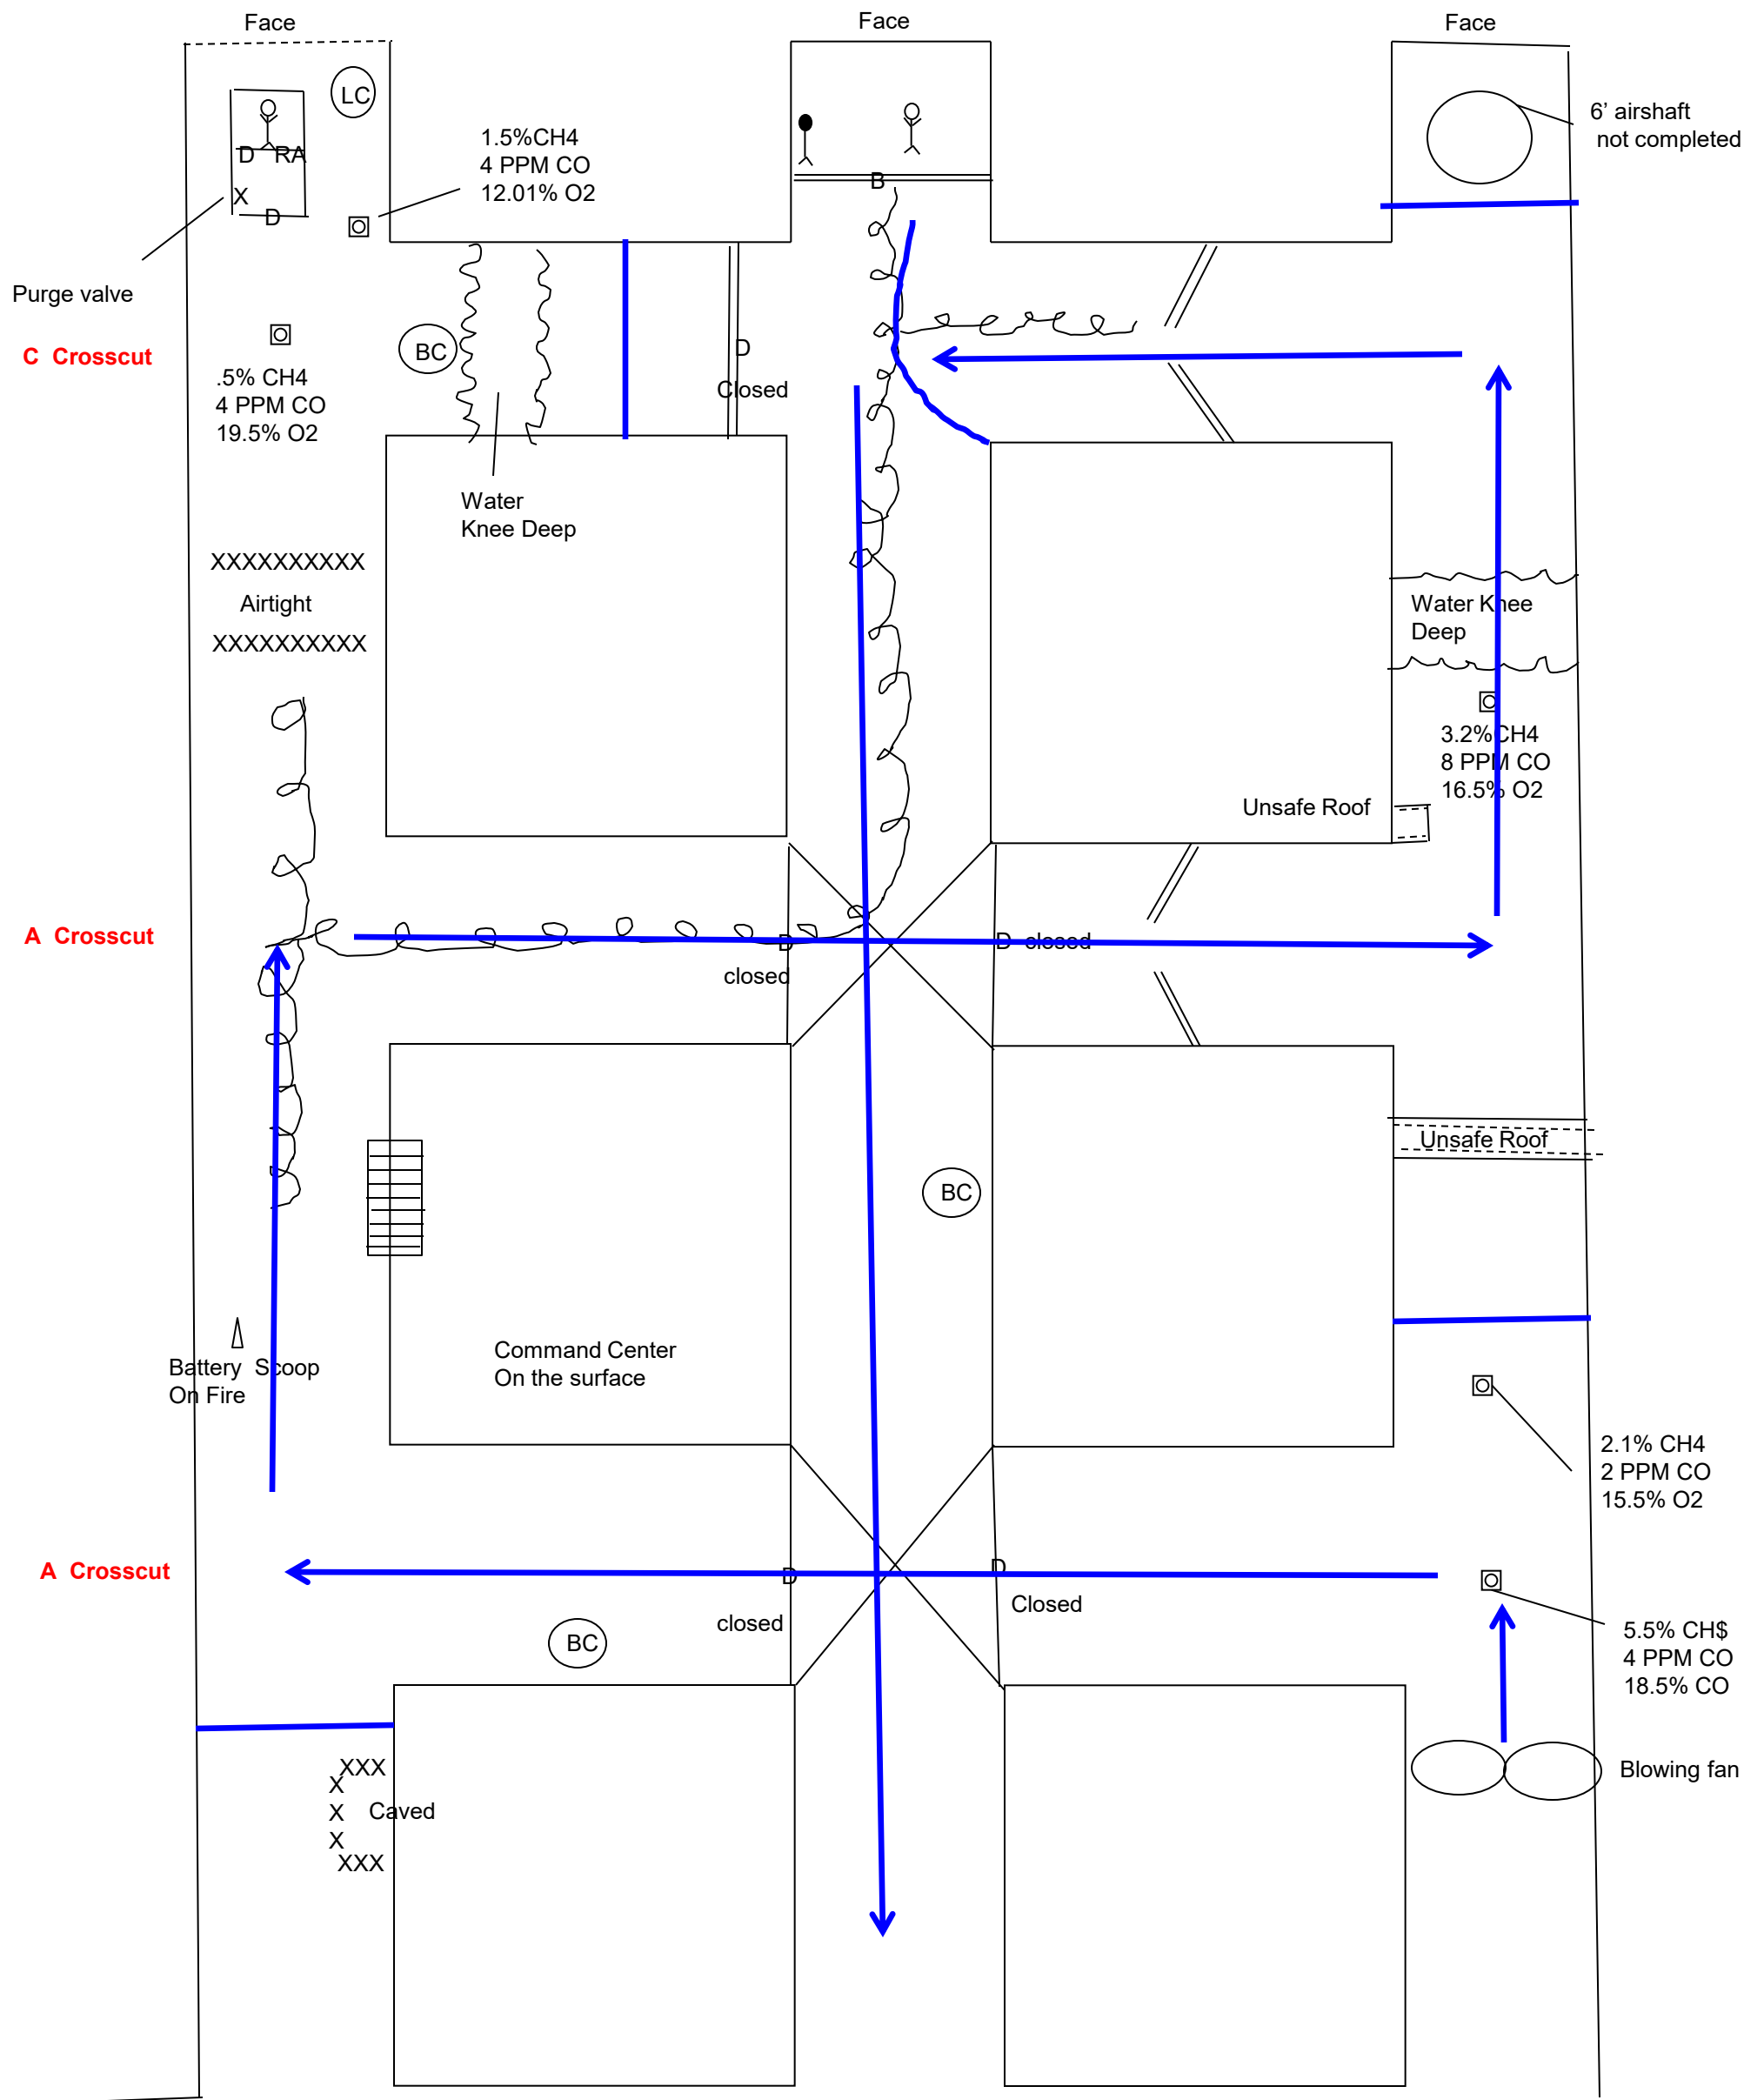 Face
Face
Face
LC
D RA
X
D
1.5%CH4
4 PPM CO
12.01% O2
B
6’ airshaft
not completed
Purge valve
C Crosscut
.5% CH4
4 PPM CO
19.5% O2
BC
D
Closed
Water
Knee Deep
XXXXXXXXXX
Airtight
XXXXXXXXXX
Water Knee
Deep
3.2%CH4
8 PPM CO
16.5% O2
Unsafe Roof
A Crosscut
D
closed
D closed
Unsafe Roof
BC
Command Center
On the surface
Battery Scoop
On Fire
2.1% CH4
2 PPM CO
15.5% O2
A Crosscut
D
closed
D
Closed
BC
5.5% CH$
4 PPM CO
18.5% CO
XXX
X
X Caved
X
XXX
Blowing fan